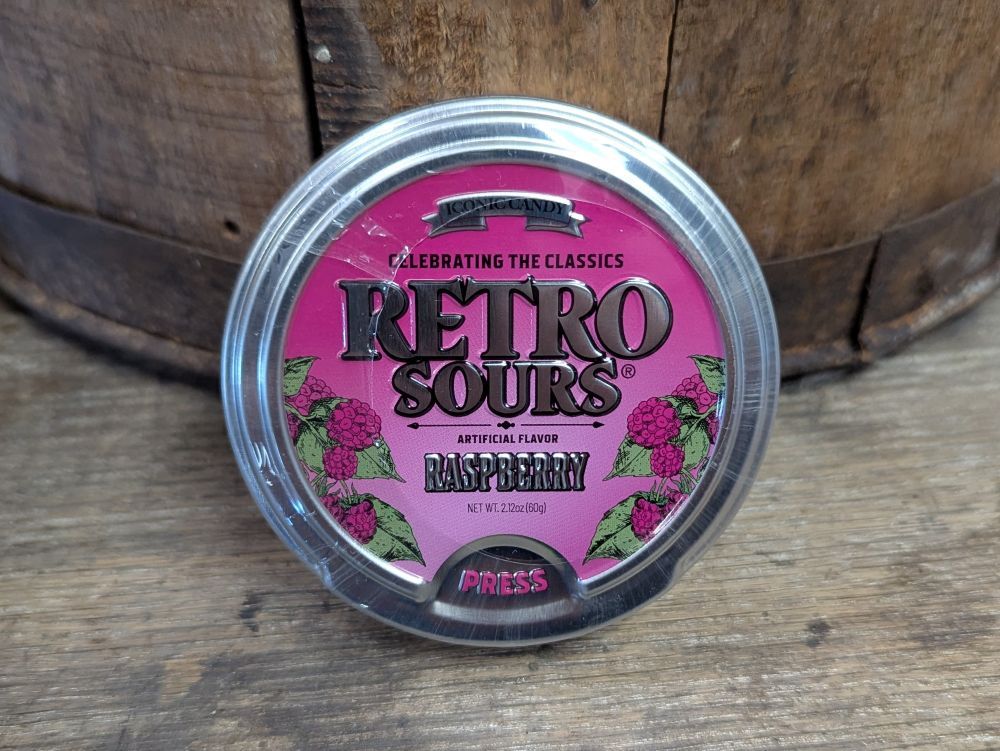 ICONIC CANDY
CELEBRATING THE CLASSICS
RETRO
SOURS®
ARTIFICIAL FLAVOR
RASPBERRY
NET WT. 2.12oz (60g)
PRESS